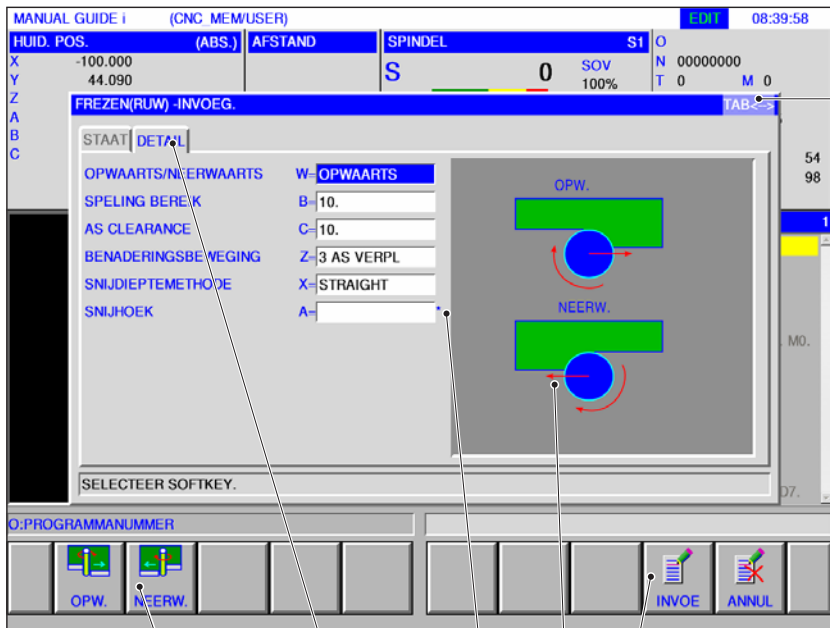 MANUAL GUIDE i (CNC_MEM/USER) EDIT 08:39:58
HUID. POS. (ABS.) AFSTAND SPINDEL S1 O
X -100.000 S 0 SOV N 00000000
Y 44.090 100% T 0 M 0
Z FREZEN(RUW) -INVOEG. TAB<->
A
B STAAT DETAIL
C 54
98
OPWAARTS/NEERWAARTS W= OPWAARTS
SPELING BEREIK B= 10.
AS CLEARANCE C= 10.
BENADERINGSBEWEGING Z= 3 AS VERPL
SNIJDIEPTEMETHODE X= STRAIGHT
SNIJHOEK A= *
OPW.
NEERW.
1
M0.
SELECTEER SOFTKEY.
D7.
O:PROGRAMMANUMMER
OPW. NEERW. INVOE ANNUL